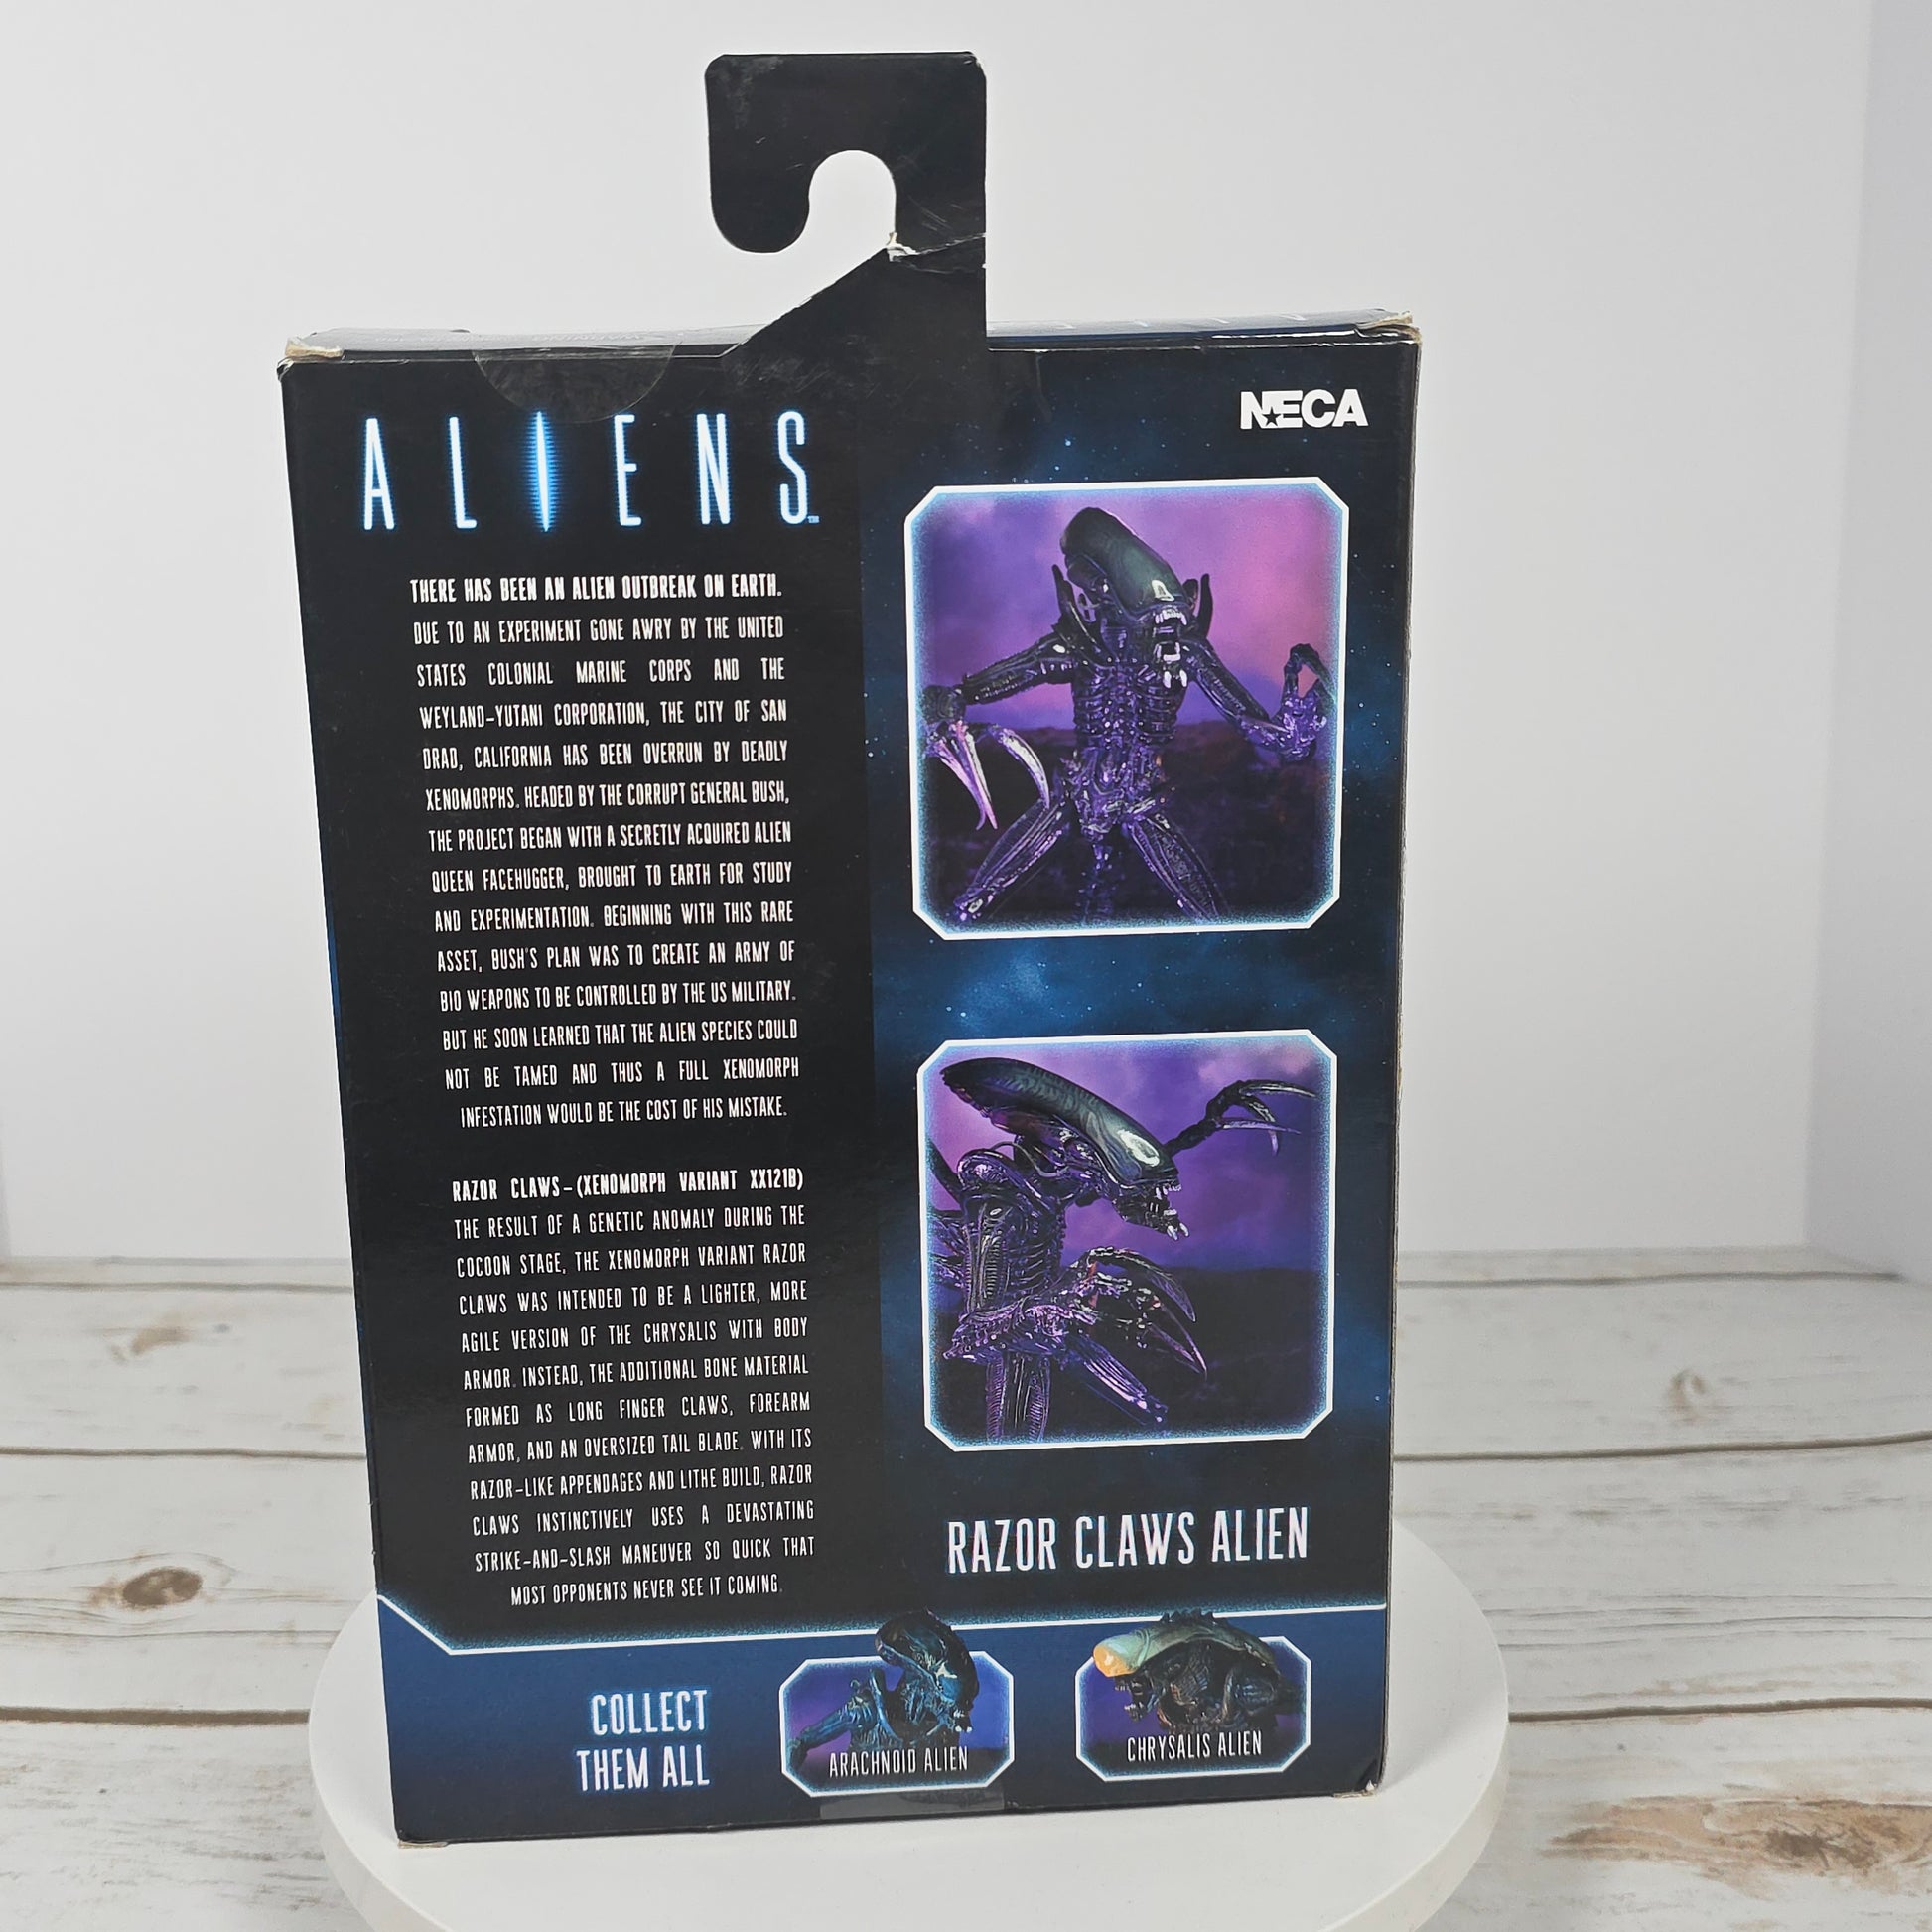 ALIENS™
NECA
THERE HAS BEEN AN ALIEN OUTBREAK ON EARTH.
DUE TO AN EXPERIMENT GONE AWRY BY THE UNITED
STATES COLONIAL MARINE CORPS AND THE
WEYLAND-YUTANI CORPORATION, THE CITY OF SAN
DRAD, CALIFORNIA HAS BEEN OVERRUN BY DEADLY
XENOMORPHS. HEADED BY THE CORRUPT GENERAL BUSH,
THE PROJECT BEGAN WITH A SECRETLY ACQUIRED ALIEN
QUEEN FACEHUGGER, BROUGHT TO EARTH FOR STUDY
AND EXPERIMENTATION. BEGINNING WITH THIS RARE
ASSET, BUSH'S PLAN WAS TO CREATE AN ARMY OF
BIO WEAPONS TO BE CONTROLLED BY THE US MILITARY.
BUT HE SOON LEARNED THAT THE ALIEN SPECIES COULD
NOT BE TAMED AND THUS A FULL XENOMORPH
INFESTATION WOULD BE THE COST OF HIS MISTAKE.
RAZOR CLAWS-(XENOMORPH VARIANT XX121B)
THE RESULT OF A GENETIC ANOMALY DURING THE
COCOON STAGE, THE XENOMORPH VARIANT RAZOR
CLAWS WAS INTENDED TO BE A LIGHTER, MORE
AGILE VERSION OF THE CHRYSALIS WITH BODY
ARMOR. INSTEAD, THE ADDITIONAL BONE MATERIAL
FORMED AS LONG FINGER CLAWS, FOREARM
ARMOR, AND AN OVERSIZED TAIL BLADE. WITH ITS
RAZOR-LIKE APPENDAGES AND LITHE BUILD, RAZOR
CLAWS INSTINCTIVELY USES A DEVASTATING
STRIKE-AND-SLASH MANEUVER SO QUICK THAT
MOST OPPONENTS NEVER SEE IT COMING.
RAZOR CLAWS ALIEN
COLLECT
THEM ALL
ARACHNOID ALIEN
CHRYSALIS ALIEN